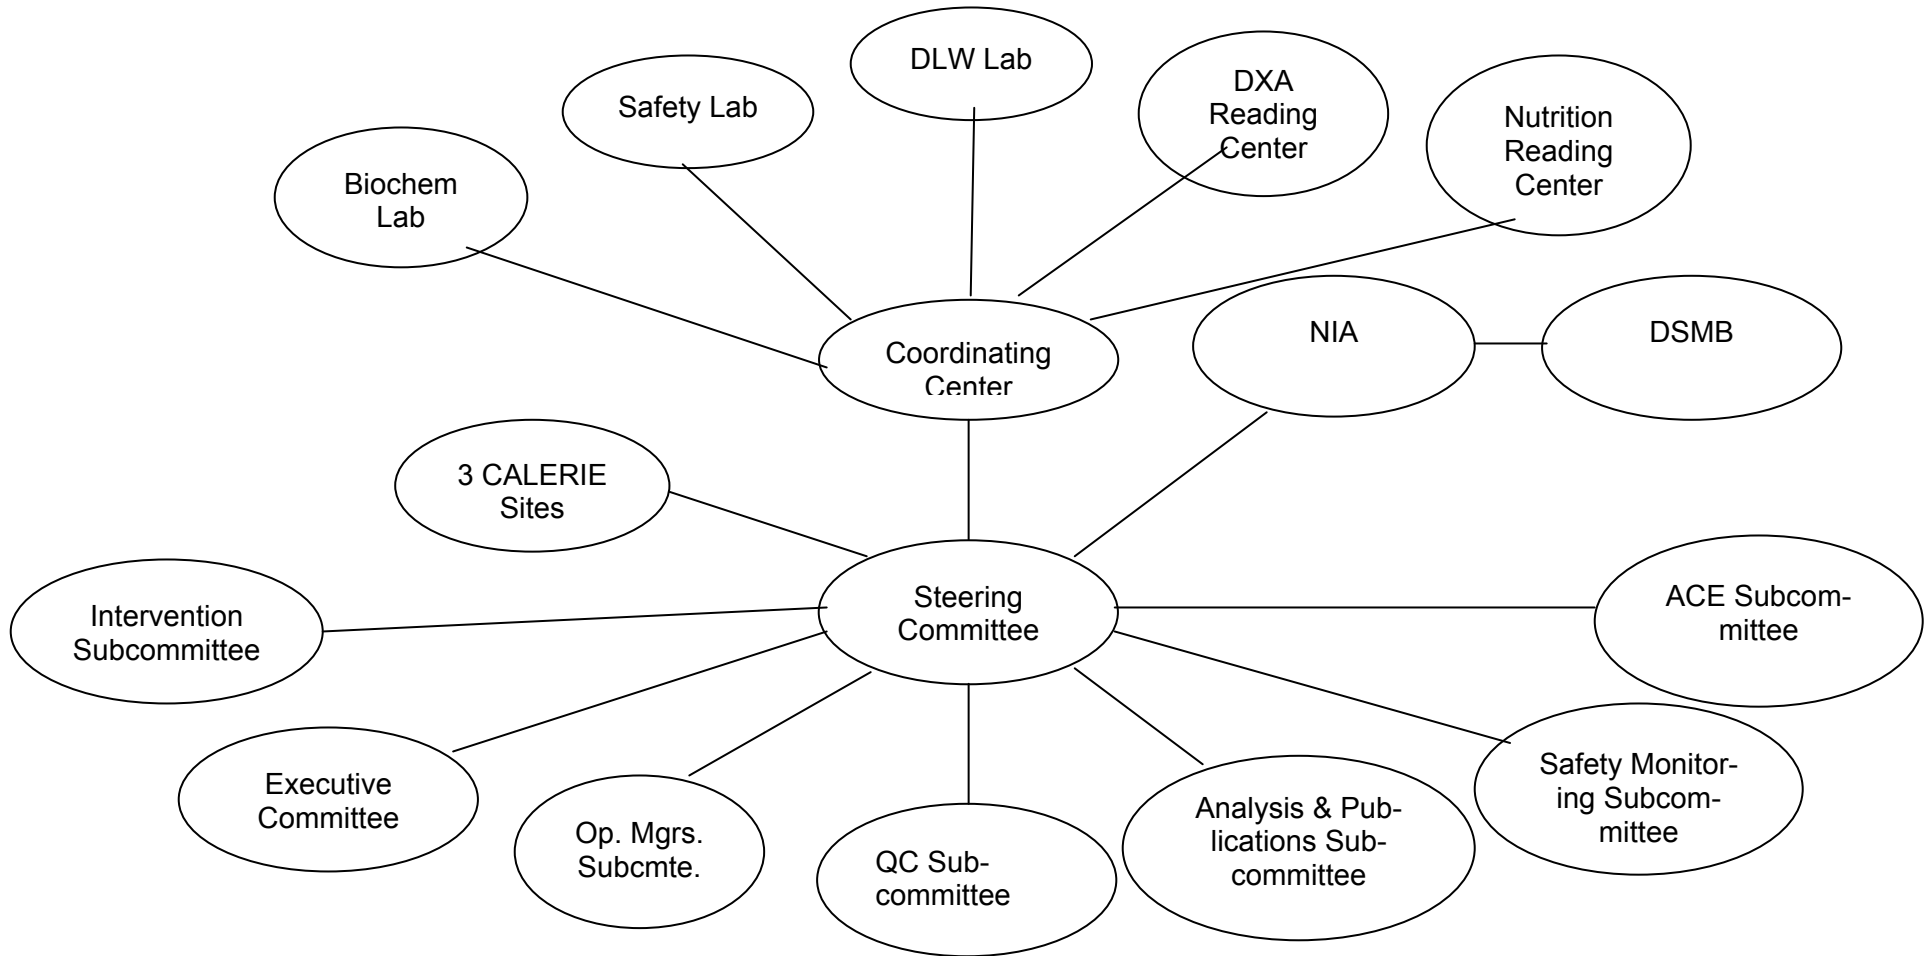 DLW Lab
Safety Lab
DXA
Reading
Center
Nutrition
Reading
Center
Biochem
Lab
Coordinating
Center
NIA
DSMB
3 CALERIE
Sites
Steering
Committee
Intervention
Subcommittee
ACE Subcom-
mittee
Executive
Committee
Op. Mgrs.
Subcmte.
QC Sub-
committee
Analysis & Pub-
lications Sub-
committee
Safety Monitor-
ing Subcom-
mittee